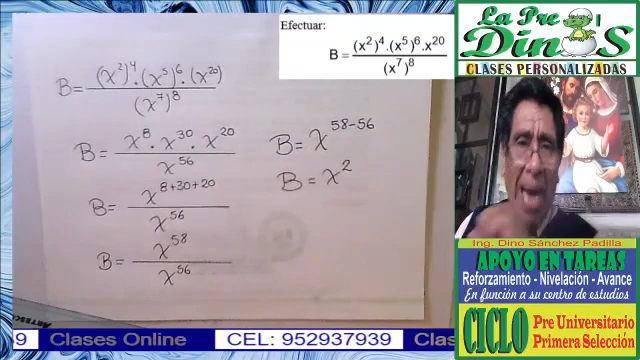 Efectuar:
B = (x²)⁴.(x⁵)⁶.x²⁰ / (x⁷)⁸
B = (x²)⁴ · (x⁵)⁶ · (x²⁰) / (x⁷)⁸
B = x⁸ · x³⁰ · x²⁰ / x⁵⁶
B = x⁸⁺³⁰⁺²⁰ / x⁵⁶
B = x⁵⁸ / x⁵⁶
B = x⁵⁸⁻⁵⁶
B = x²
La Pre
DinoS
CLASES PERSONALIZADAS
Ing. Dino Sánchez Padilla
APOYO EN TAREAS
Reforzamiento - Nivelación - Avance
En función a su centro de estudios
CICLO Pre Universitario
Primera Selección
9 Clases Online CEL: 952937939 Clas